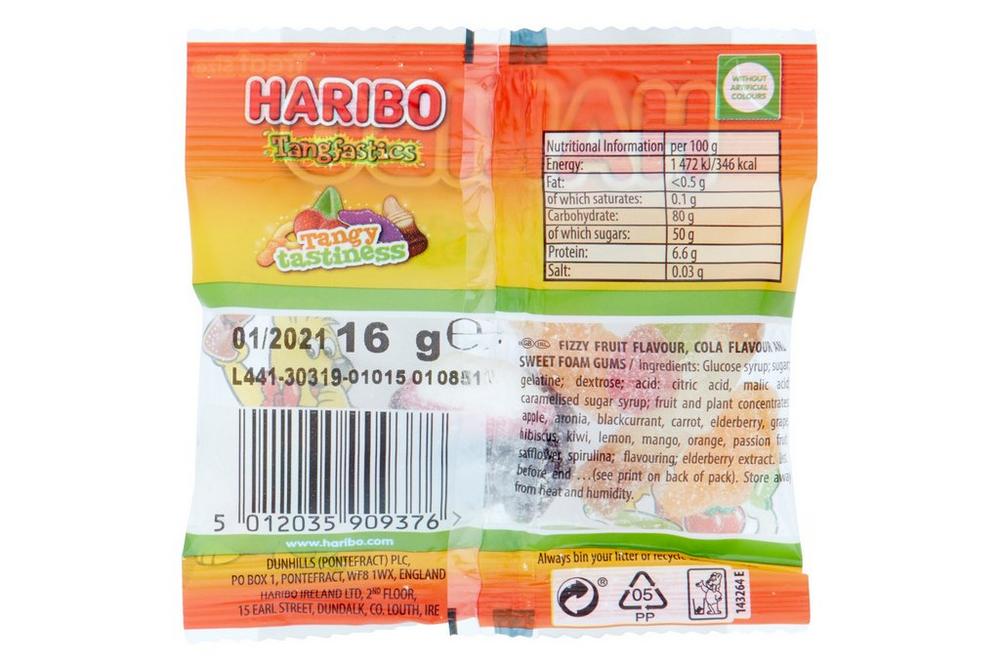 HARIBO
Tangfastics
Tangy
tastiness
WITHOUT
ARTIFICIAL
COLOURS
Nutritional Information per 100 g
Energy: 1 472 kJ/346 kcal
Fat: <0.5 g
of which saturates: 0.1 g
Carbohydrate: 80 g
of which sugars: 50 g
Protein: 6.6 g
Salt: 0.03 g
01/2021 16 g℮
L441-30319-01015 01
5 012035 909376 >
www.haribo.com
DUNHILLS (PONTEFRACT) PLC,
PO BOX 1, PONTEFRACT, WF8 1WX, ENGLAND
HARIBO IRELAND LTD, 2ND FLOOR,
15 EARL STREET, DUNDALK, CO. LOUTH, IRE
GB IRL FIZZY FRUIT FLAVOUR, COLA FLAVOUR
SWEET FOAM GUMS / Ingredients: Glucose syrup; sugar;
gelatine; dextrose; acid: citric acid, malic acid;
caramelised sugar syrup; fruit and plant concentrates:
apple, aronia, blackcurrant, carrot, elderberry, grape,
hibiscus, kiwi, lemon, mango, orange, passion fruit,
safflower, spirulina; flavouring; elderberry extract.
before end ...(see print on back of pack). Store away
from heat and humidity.
Always bin your litter or
®
05
PP
143264 E